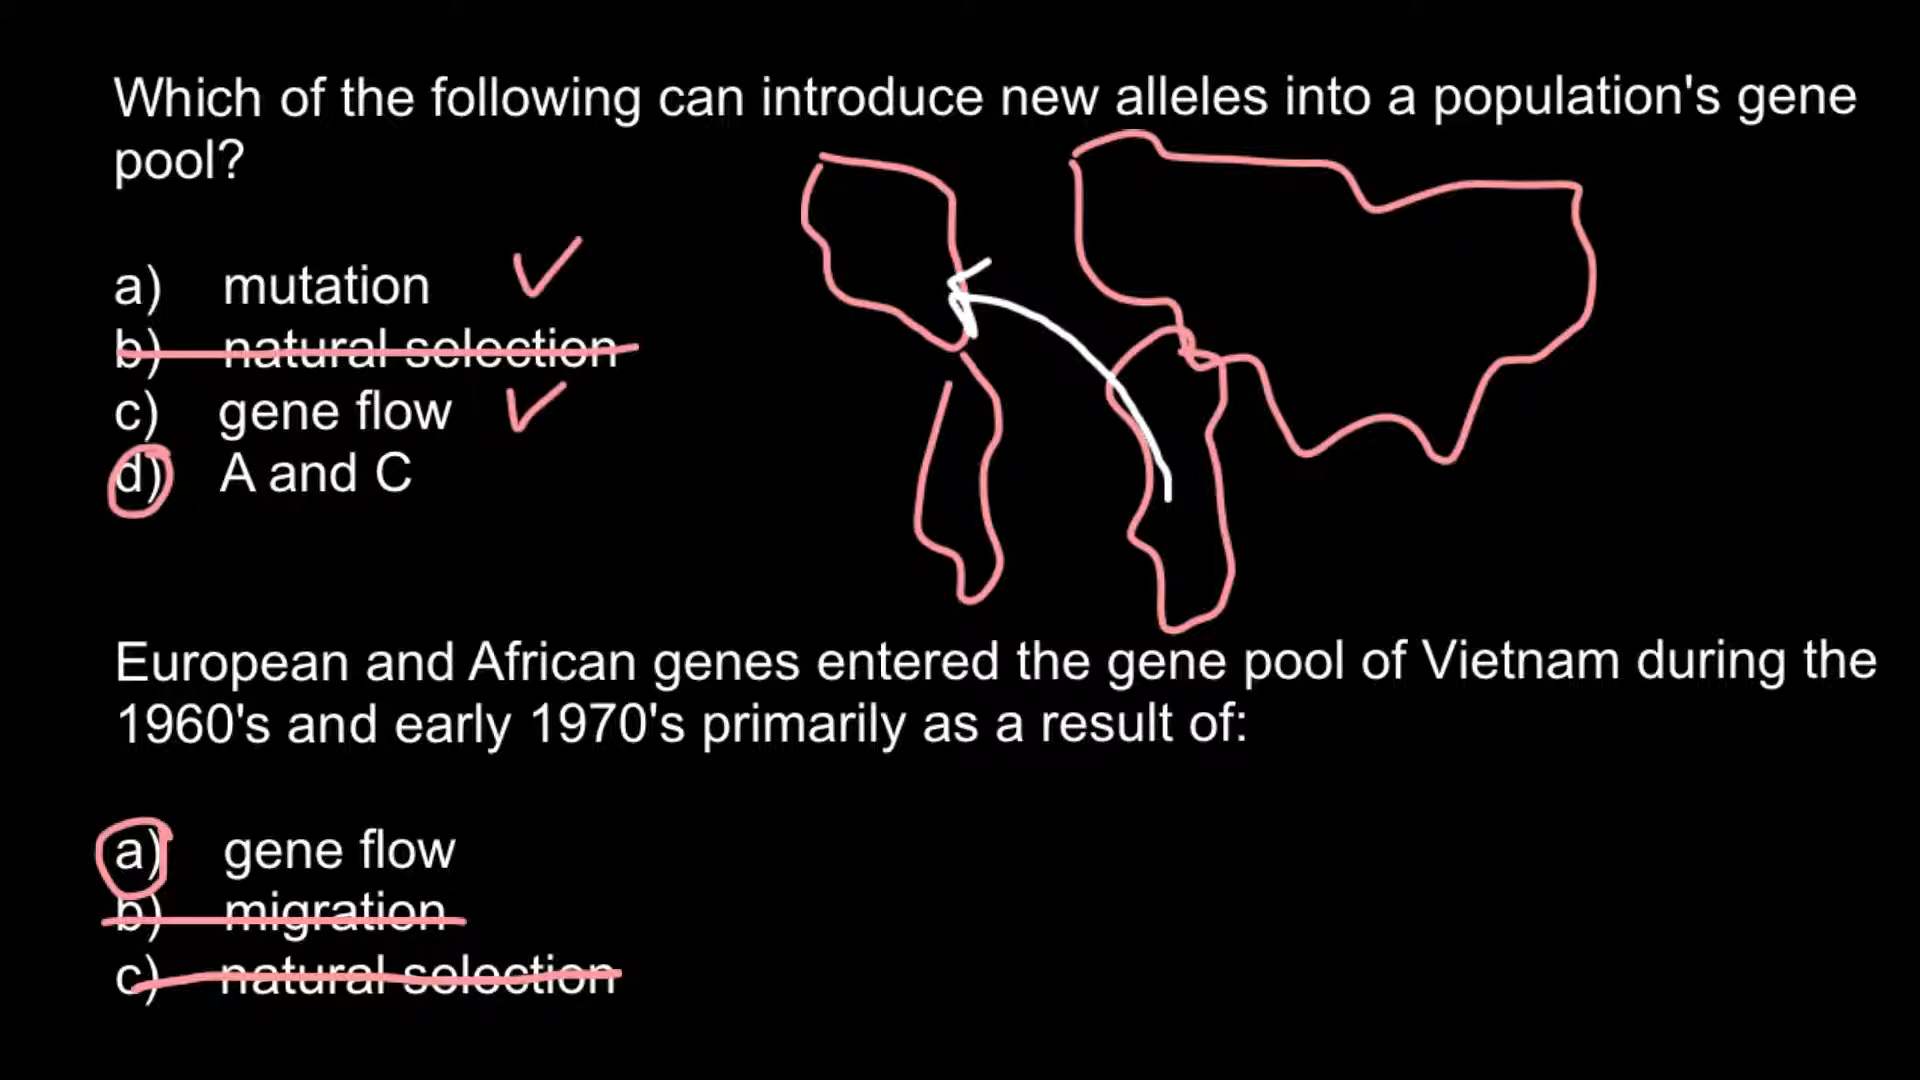 Which of the following can introduce new alleles into a population's gene
pool?
a) mutation
b) natural selection
c) gene flow
d) A and C
European and African genes entered the gene pool of Vietnam during the
1960's and early 1970's primarily as a result of:
a) gene flow
b) migration
c) natural selection